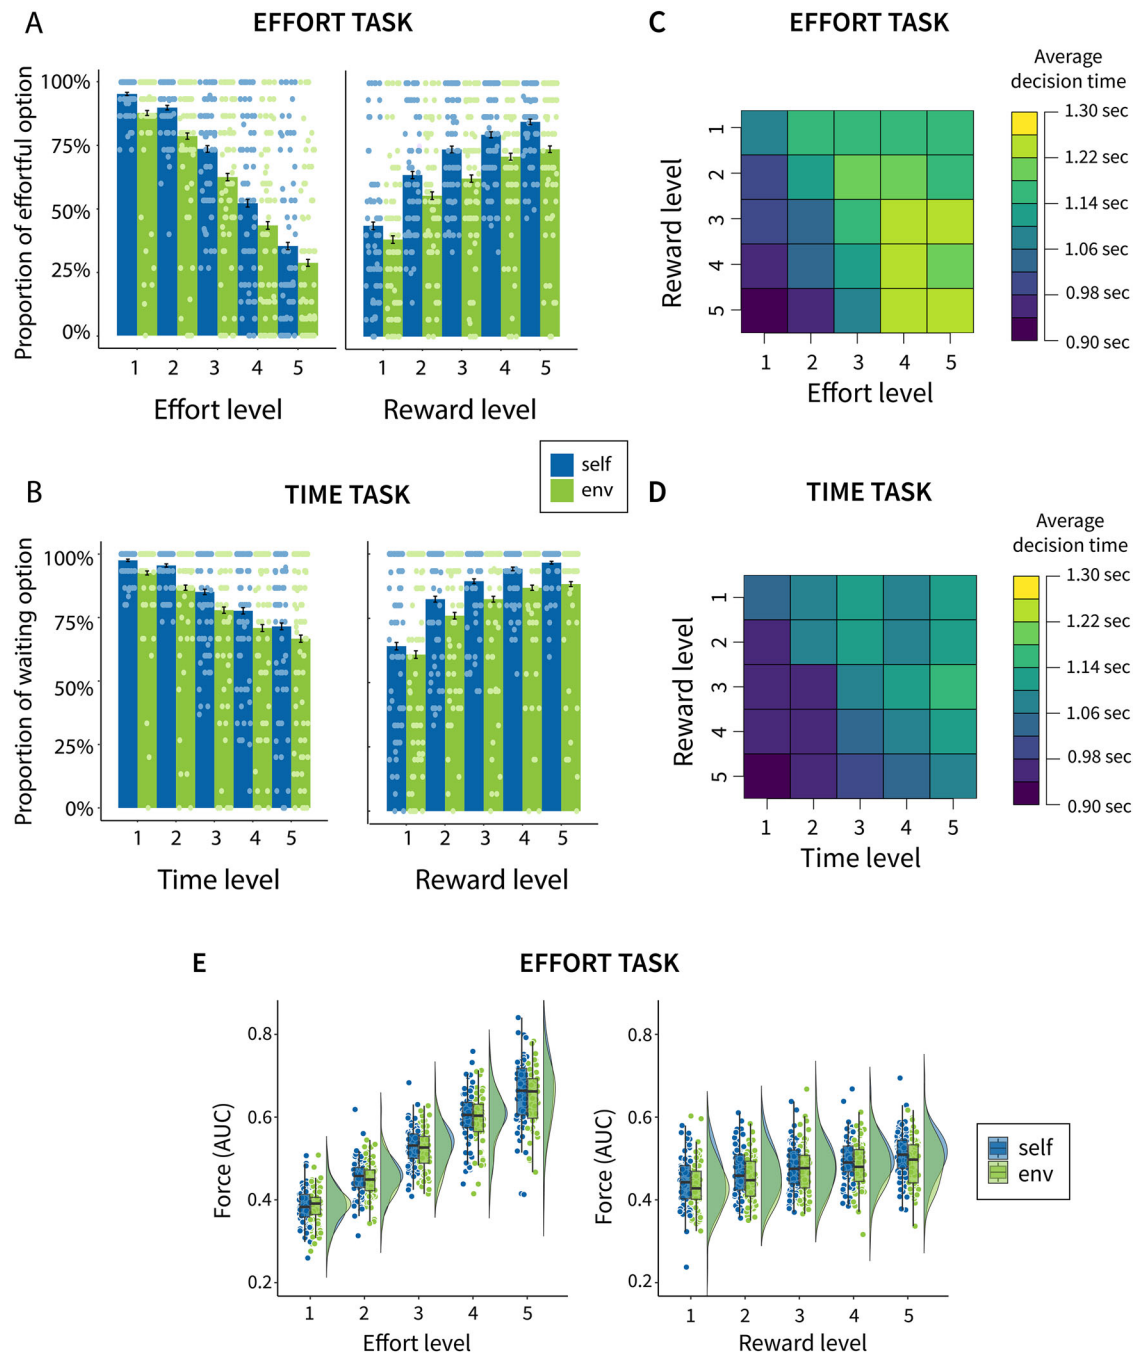 A
EFFORT TASK
Proportion of effortful option
100%
75%
50%
25%
0%
1 2 3 4 5
Effort level
1 2 3 4 5
Reward level
C
EFFORT TASK
Average
decision time
Reward level
1
2
3
4
5
1 2 3 4 5
Effort level
1.30 sec
1.22 sec
1.14 sec
1.06 sec
0.98 sec
0.90 sec
self
env
B
TIME TASK
Proportion of waiting option
100%
75%
50%
25%
0%
1 2 3 4 5
Time level
1 2 3 4 5
Reward level
D
TIME TASK
Average
decision time
Reward level
1
2
3
4
5
1 2 3 4 5
Time level
1.30 sec
1.22 sec
1.14 sec
1.06 sec
0.98 sec
0.90 sec
E
EFFORT TASK
Force (AUC)
0.8
0.6
0.4
0.2
1 2 3 4 5
Effort level
Force (AUC)
0.8
0.6
0.4
0.2
1 2 3 4 5
Reward level
self
env